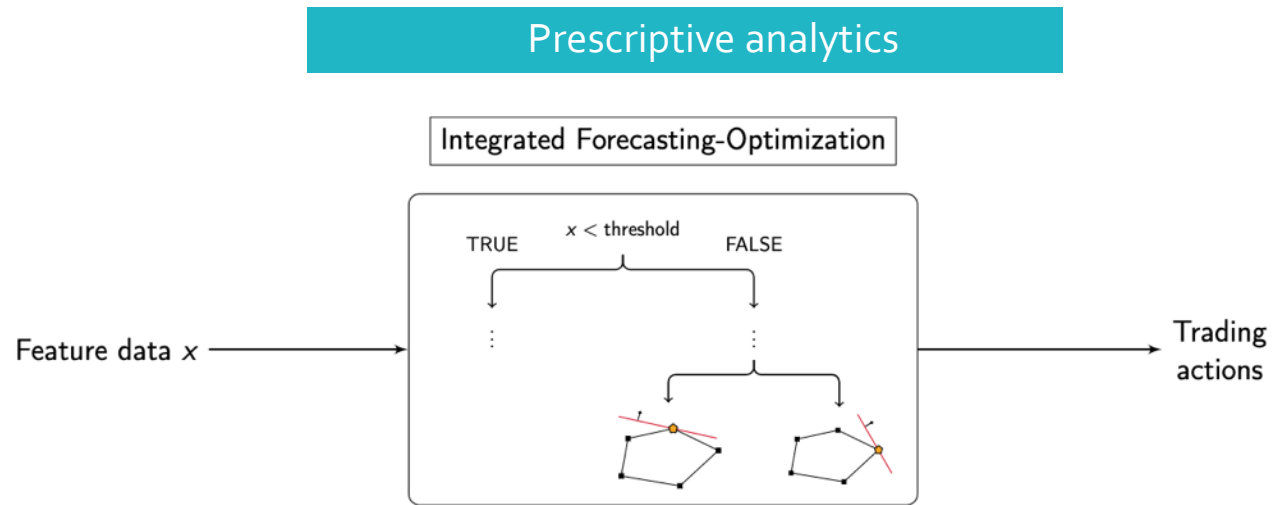 Prescriptive analytics
Integrated Forecasting-Optimization
x < threshold
TRUE
FALSE
⋮
⋮
Feature data x
Trading
actions